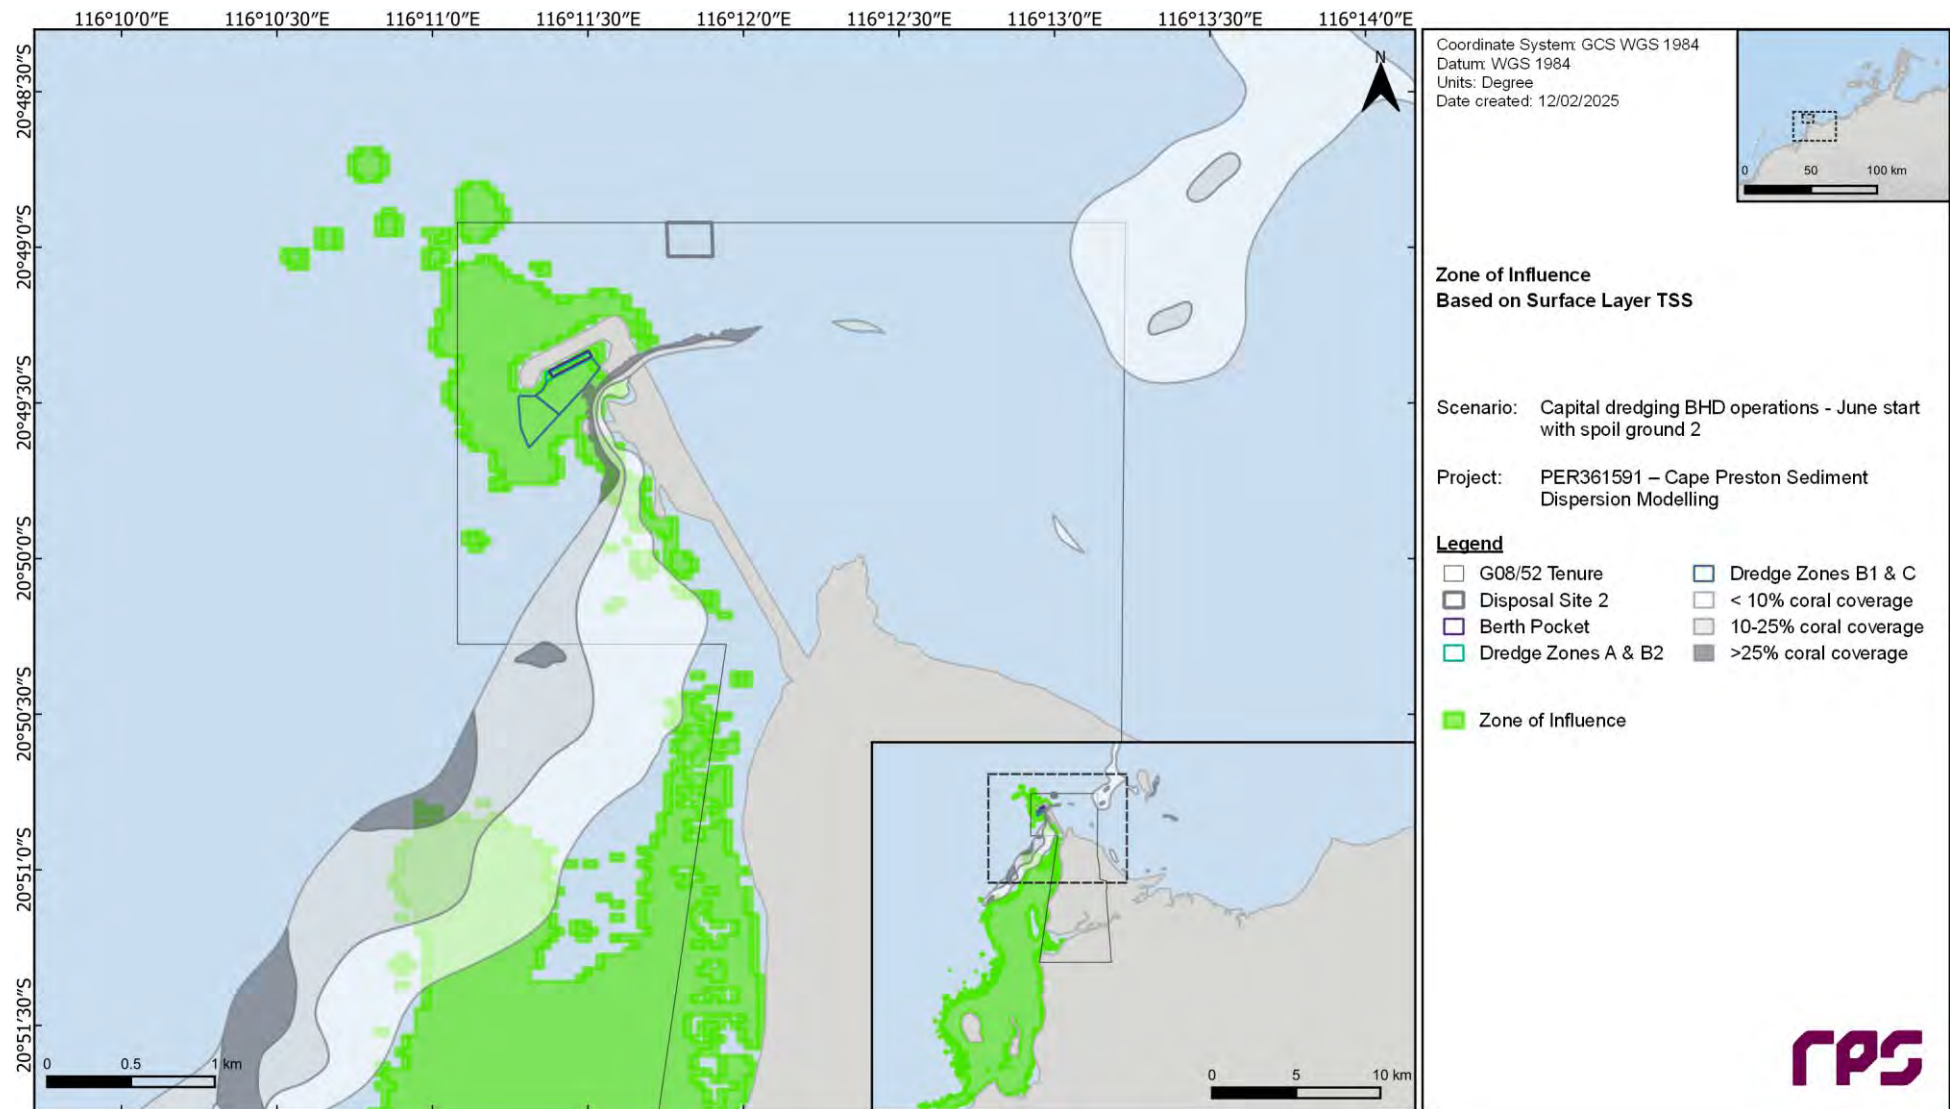 116°10′0″E 116°10′30″E 116°11′0″E 116°11′30″E 116°12′0″E 116°12′30″E 116°13′0″E 116°13′30″E 116°14′0″E
20°48′30″S
20°49′0″S
20°49′30″S
20°50′0″S
20°50′30″S
20°51′0″S
20°51′30″S
N
0 0.5 1 km
0 5 10 km
Coordinate System: GCS WGS 1984
Datum: WGS 1984
Units: Degree
Date created: 12/02/2025
0 50 100 km
Zone of Influence
Based on Surface Layer TSS
Scenario: Capital dredging BHD operations - June start
with spoil ground 2
Project: PER361591 – Cape Preston Sediment
Dispersion Modelling
Legend
G08/52 Tenure
Disposal Site 2
Berth Pocket
Dredge Zones A & B2
Dredge Zones B1 & C
< 10% coral coverage
10-25% coral coverage
>25% coral coverage
Zone of Influence
rps